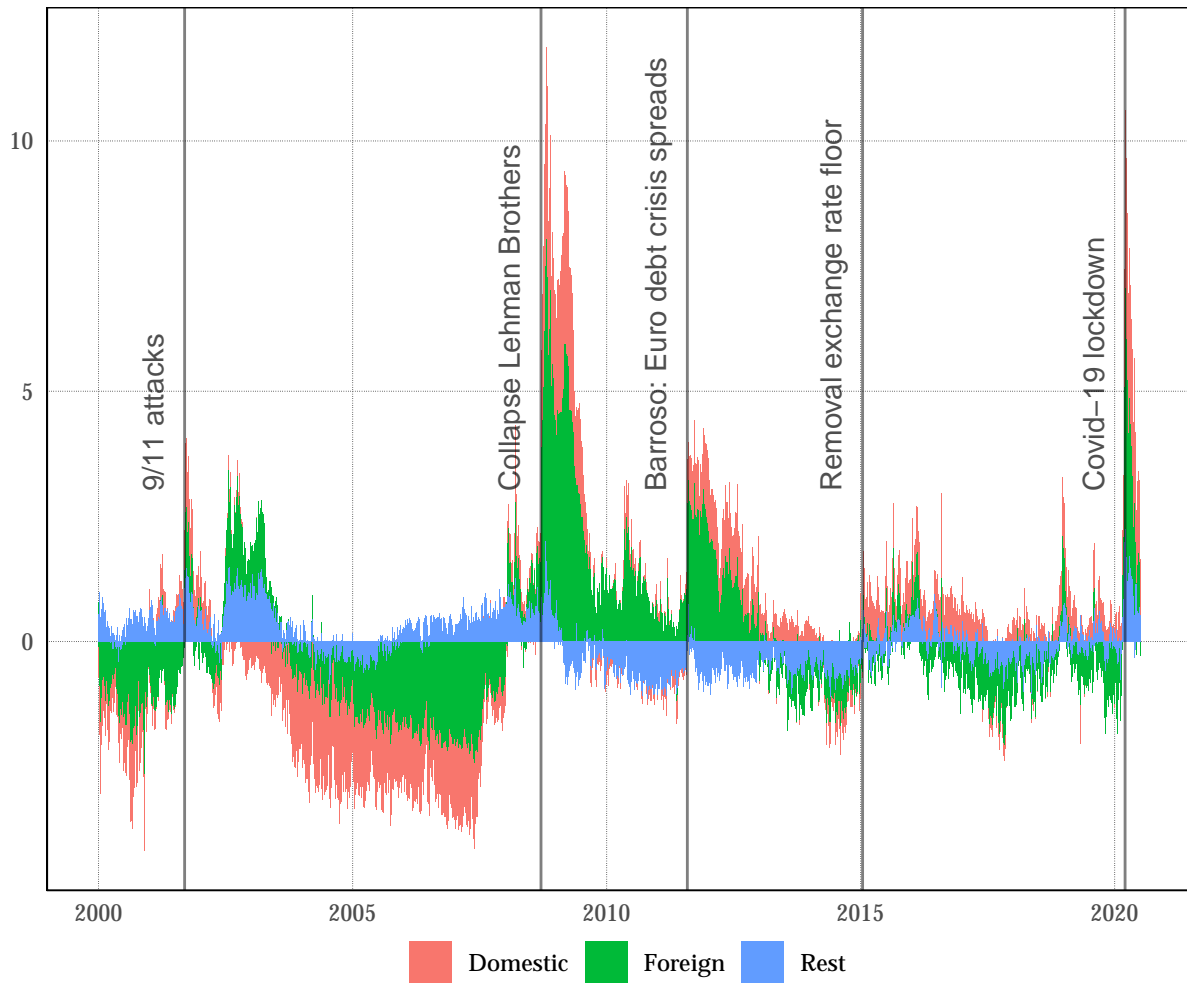 10
5
0
9/11 attacks
Collapse Lehman Brothers
Barroso: Euro debt crisis spreads
Removal exchange rate floor
Covid−19 lockdown
2000 2005 2010 2015 2020
Domestic Foreign Rest